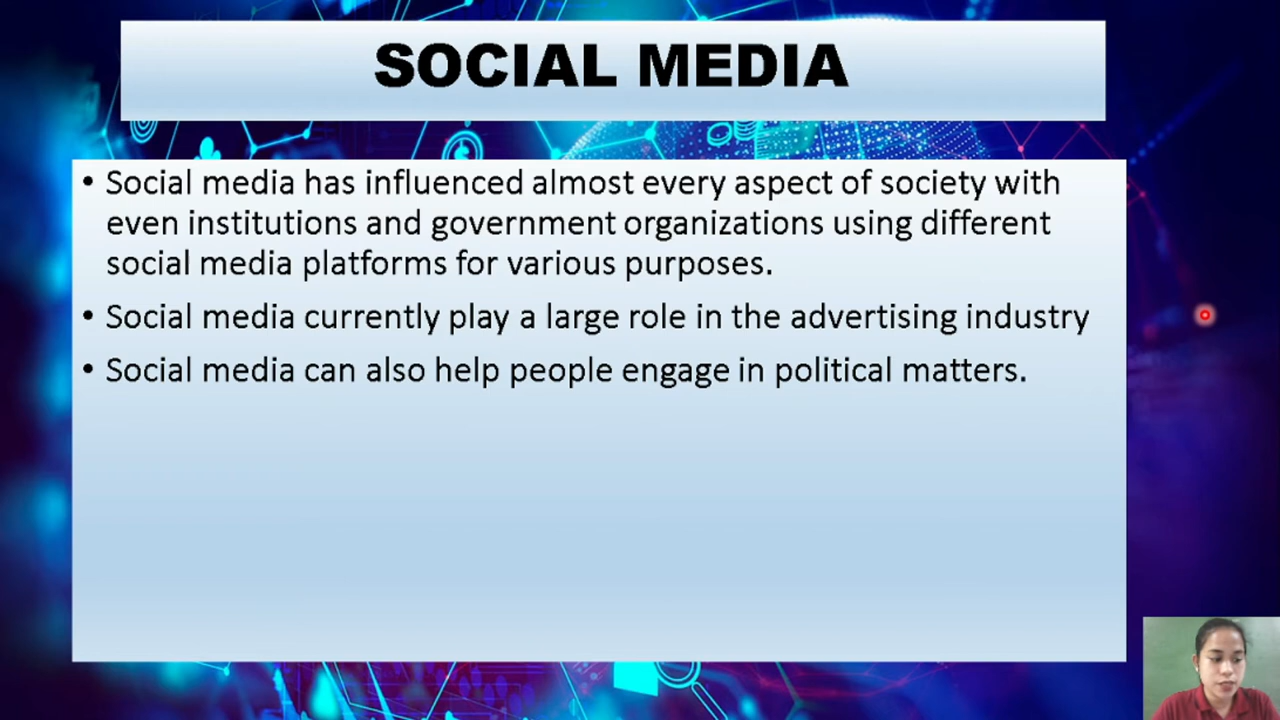 SOCIAL MEDIA
• Social media has influenced almost every aspect of society with
even institutions and government organizations using different
social media platforms for various purposes.
• Social media currently play a large role in the advertising industry
• Social media can also help people engage in political matters.